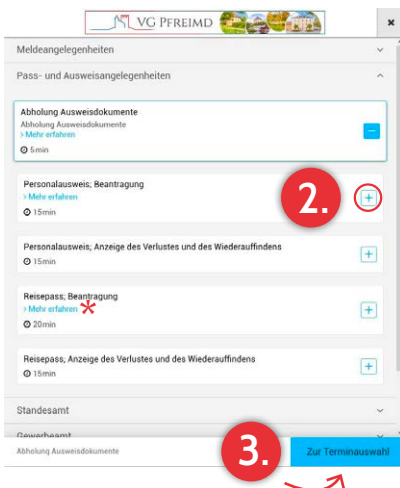 VG PFREIMD
Meldeangelegenheiten
Pass- und Ausweisangelegenheiten
Abholung Ausweisdokumente
Abholung Ausweisdokumente
› Mehr erfahren
5min
Personalausweis; Beantragung
› Mehr erfahren
15min
2.
Personalausweis; Anzeige des Verlustes und des Wiederauffindens
15min
Reisepass; Beantragung
› Mehr erfahren *
20min
Reisepass; Anzeige des Verlustes und des Wiederauffindens
15min
Standesamt
Gewerbeamt
Abholung Ausweisdokumente
3.
Zur Terminauswahl